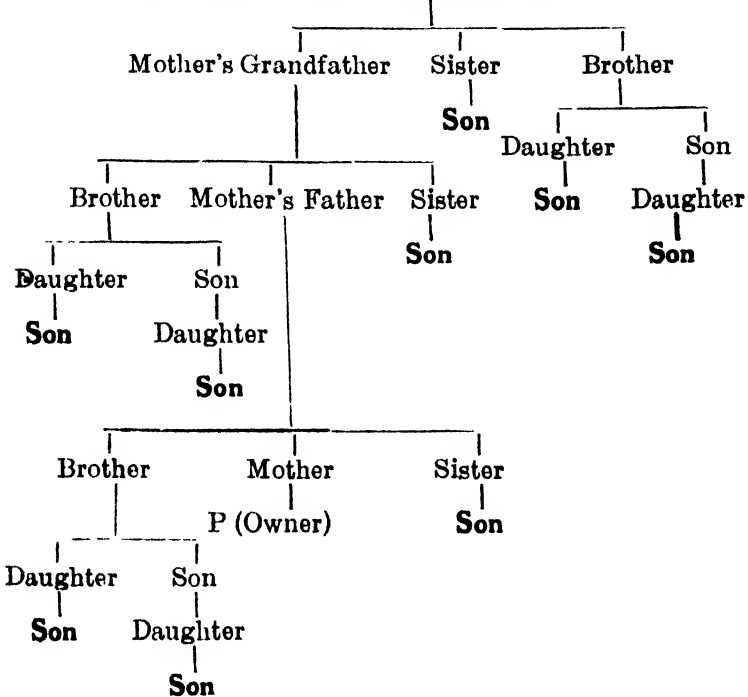 Mother's Grandfather Sister Brother
Son
Daughter Son
Brother Mother's Father Sister Son Daughter
Son Son
Daughter Son
Son Daughter
Son
Brother Mother Sister
P (Owner) Son
Daughter Son
Son Daughter
Son